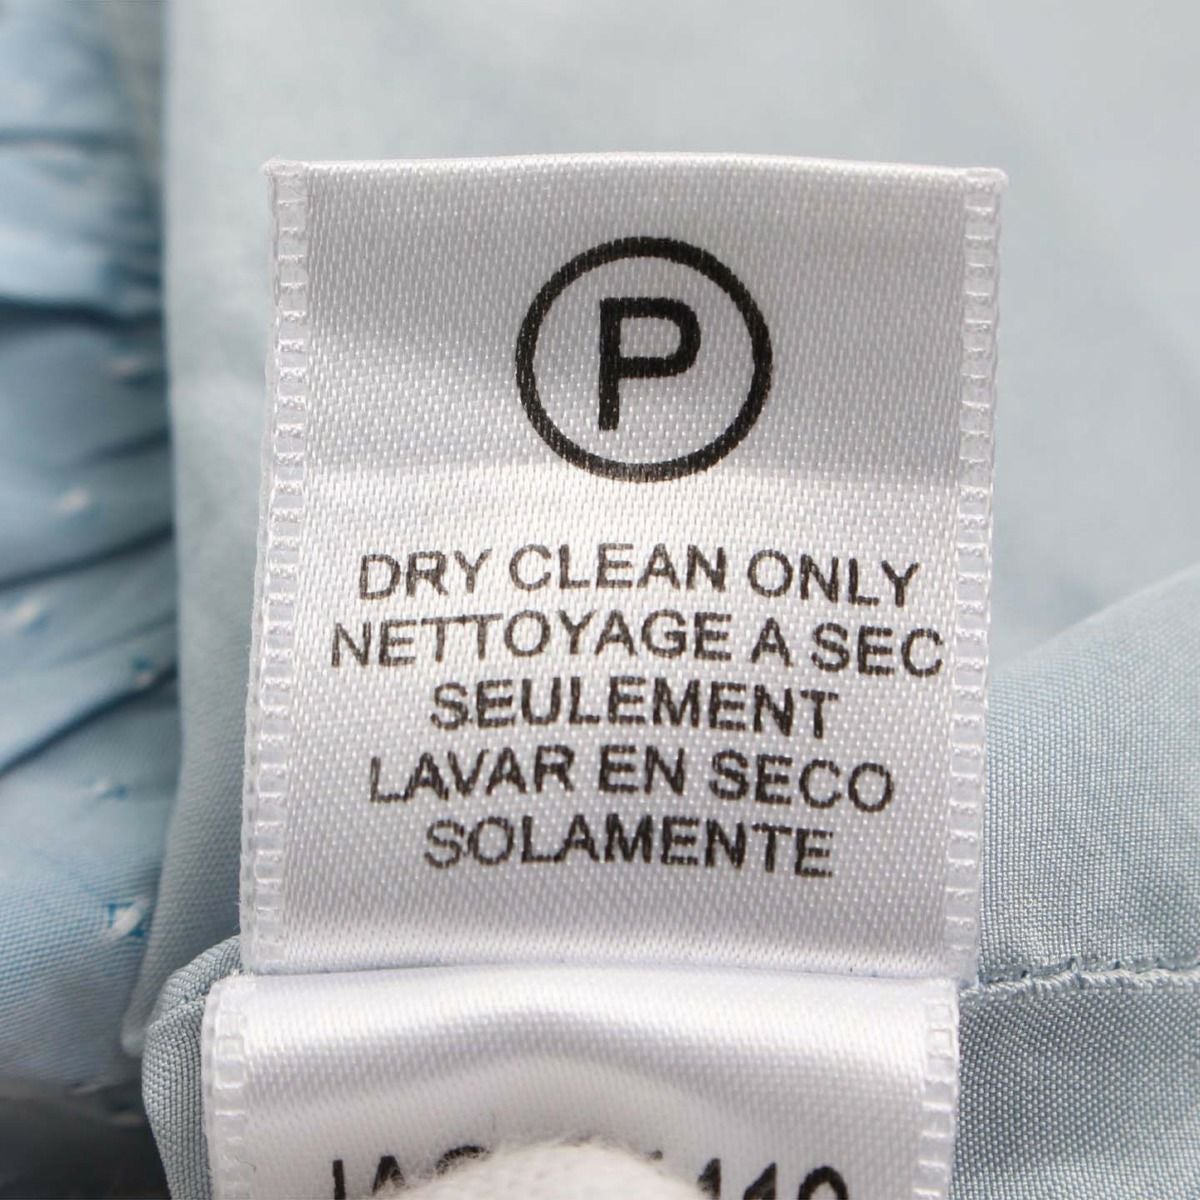 P
DRY CLEAN ONLY
NETTOYAGE A SEC
SEULEMENT
LAVAR EN SECO
SOLAMENTE